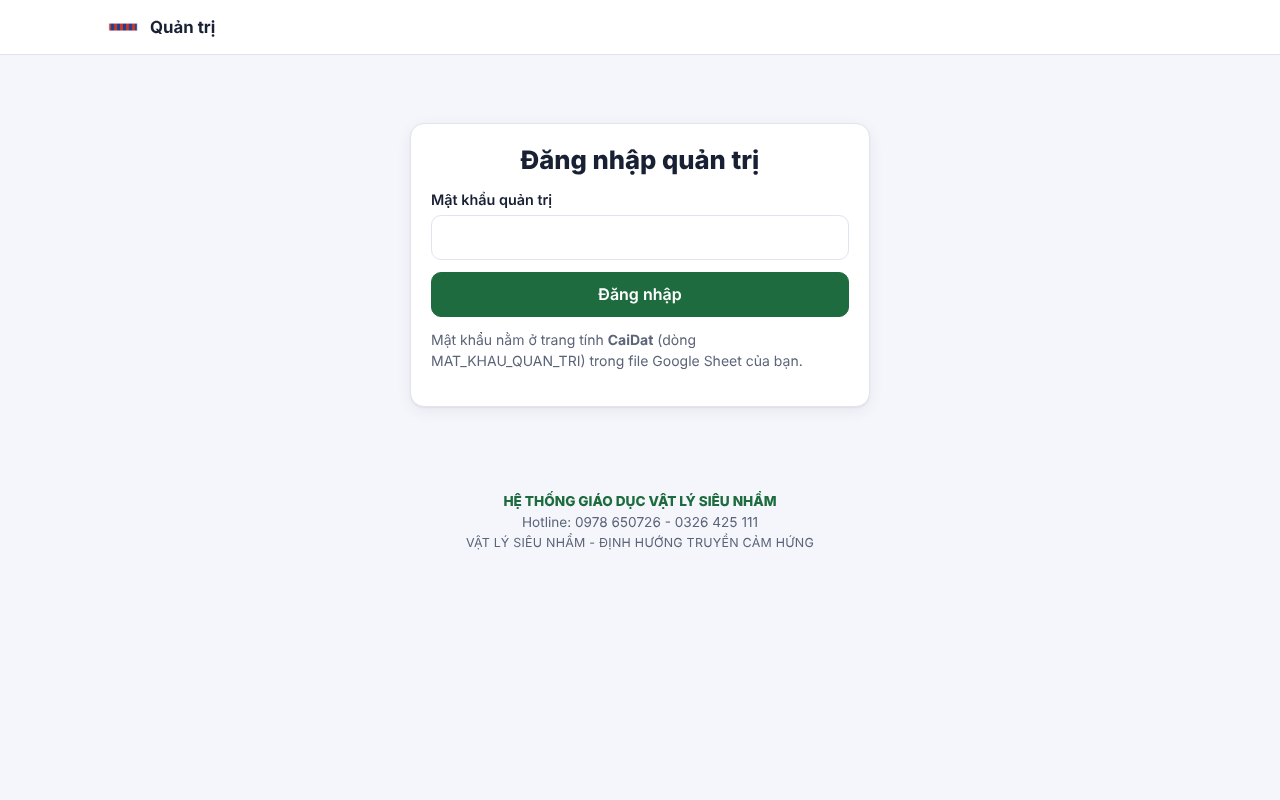 Quản trị
Đăng nhập quản trị
Mật khẩu quản trị
Đăng nhập
Mật khẩu nằm ở trang tính CaiDat (dòng
MAT_KHAU_QUAN_TRI) trong file Google Sheet của bạn.
HỆ THỐNG GIÁO DỤC VẬT LÝ SIÊU NHẨM
Hotline: 0978 650726 - 0326 425 111
VẬT LÝ SIÊU NHẨM - ĐỊNH HƯỚNG TRUYỀN CẢM HỨNG